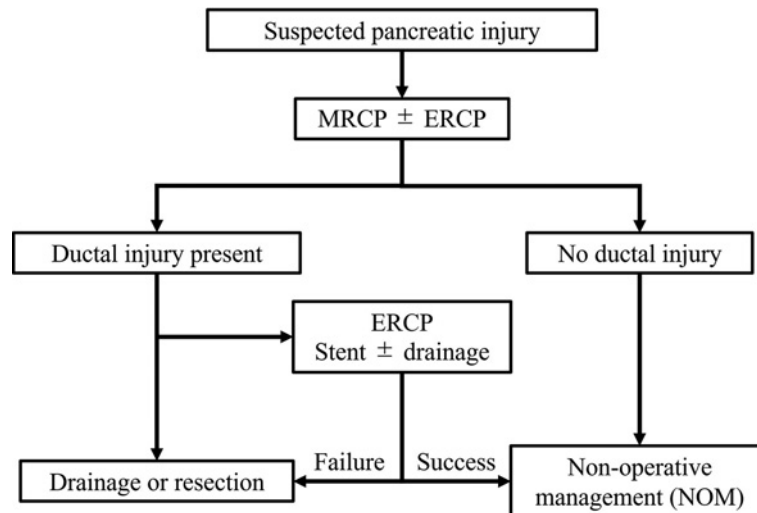 Suspected pancreatic injury
MRCP ± ERCP
Ductal injury present
No ductal injury
ERCP
Stent ± drainage
Failure
Success
Drainage or resection
Non-operative
management (NOM)